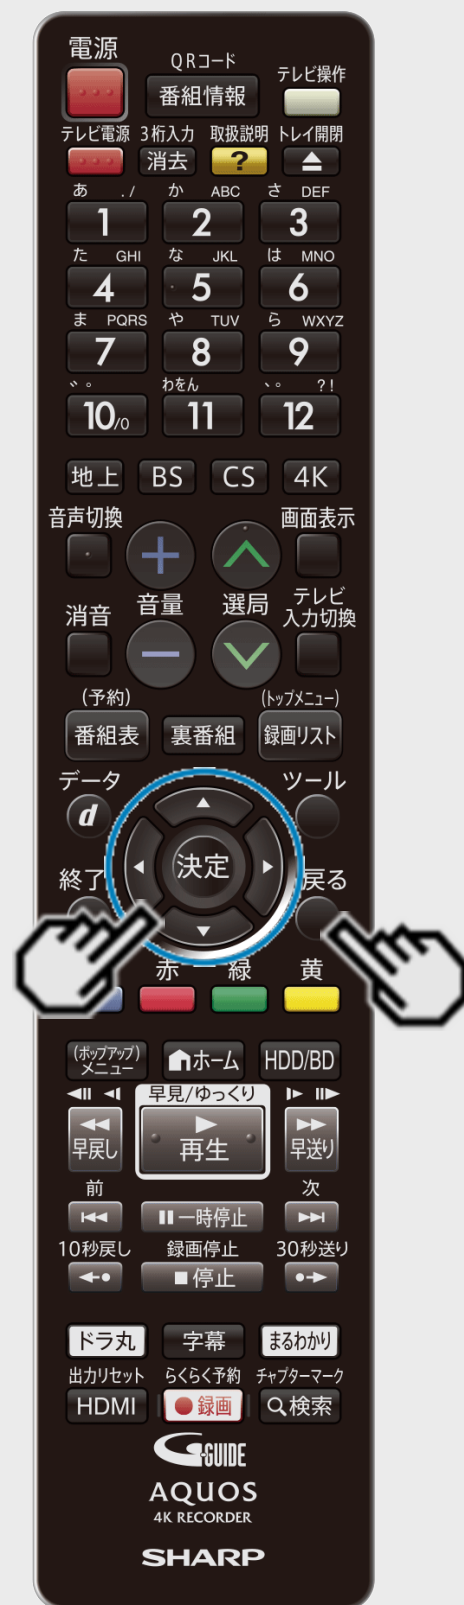 電源 QRコード テレビ操作
番組情報
テレビ電源 3桁入力 取扱説明 トレイ開閉
消去 ?
あ ./ か ABC さ DEF
1 2 3
た GHI な JKL は MNO
4 5 6
ま PQRS や TUV ら WXYZ
7 8 9
゛゜ わをん 、。 ?!
10/0 11 12
地上 BS CS 4K
音声切換 画面表示
+
消音 音量 選局 テレビ
入力切換
−
(予約) (トップメニュー)
番組表 裏番組 録画リスト
データ ツール
d
終了 決定 戻る
赤 緑 黄
(ポップアップ)
メニュー ホーム HDD/BD
早見/ゆっくり
早戻し 再生 早送り
前 次
一時停止
10秒戻し 録画停止 30秒送り
停止
ドラ丸 字幕 まるわかり
出力リセット らくらく予約 チャプターマーク
HDMI 録画 検索
G-GUIDE
AQUOS
4K RECORDER
SHARP